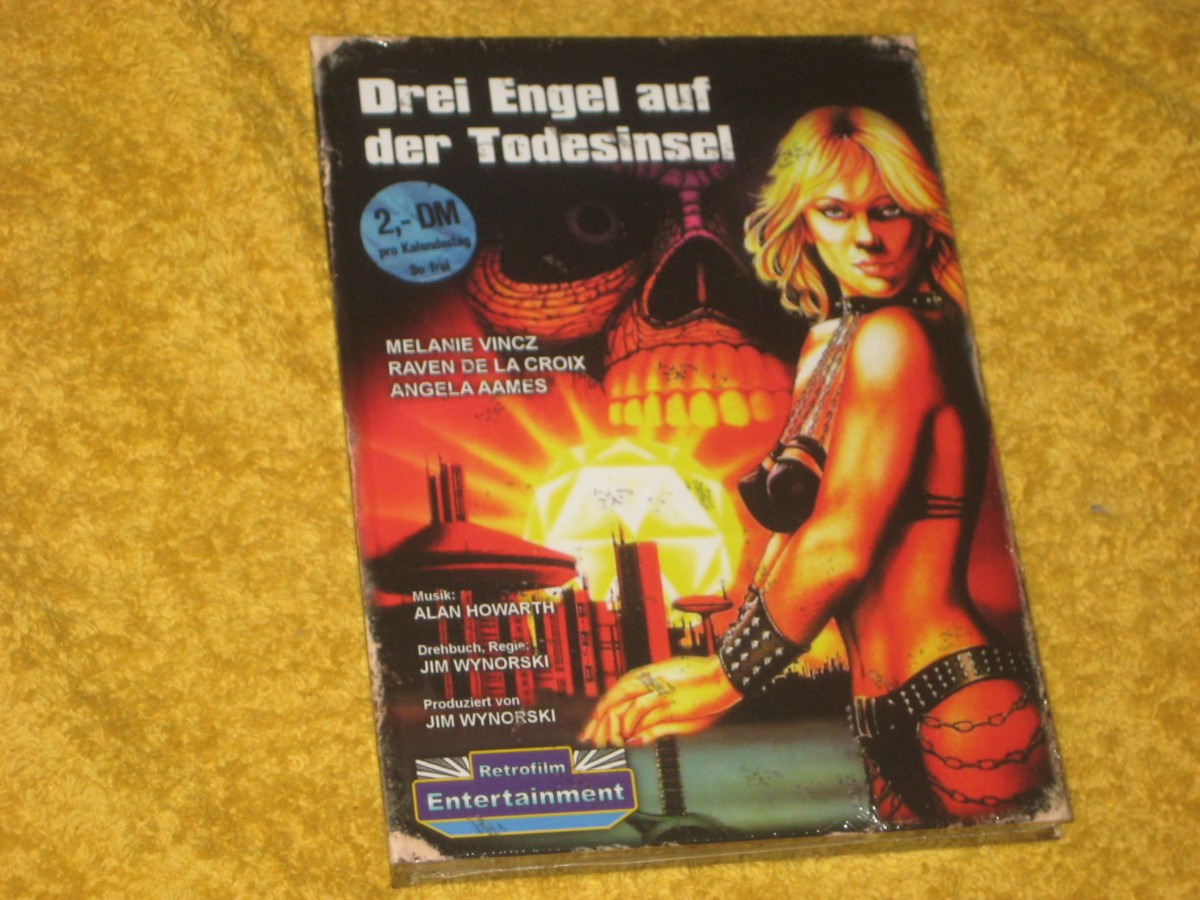 Drei Engel auf
der Todesinsel
2,- DM
pro Kalendertag
So frei
MELANIE VINCZ
RAVEN DE LA CROIX
ANGELA AAMES
Musik:
ALAN HOWARTH
Drehbuch, Regie:
JIM WYNORSKI
Produziert von
JIM WYNORSKI
Retrofilm
Entertainment